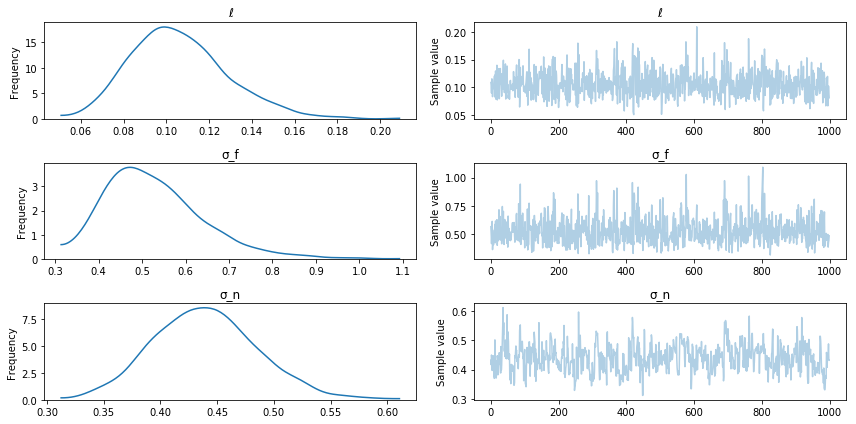 ℓ
Frequency
15
10
5
0
0.06 0.08 0.10 0.12 0.14 0.16 0.18 0.20
ℓ
Sample value
0.20
0.15
0.10
0.05
0 200 400 600 800 1000
σ_f
Frequency
3
2
1
0
0.3 0.4 0.5 0.6 0.7 0.8 0.9 1.0 1.1
σ_f
Sample value
1.00
0.75
0.50
0 200 400 600 800 1000
σ_n
Frequency
7.5
5.0
2.5
0.0
0.30 0.35 0.40 0.45 0.50 0.55 0.60
σ_n
Sample value
0.6
0.5
0.4
0.3
0 200 400 600 800 1000